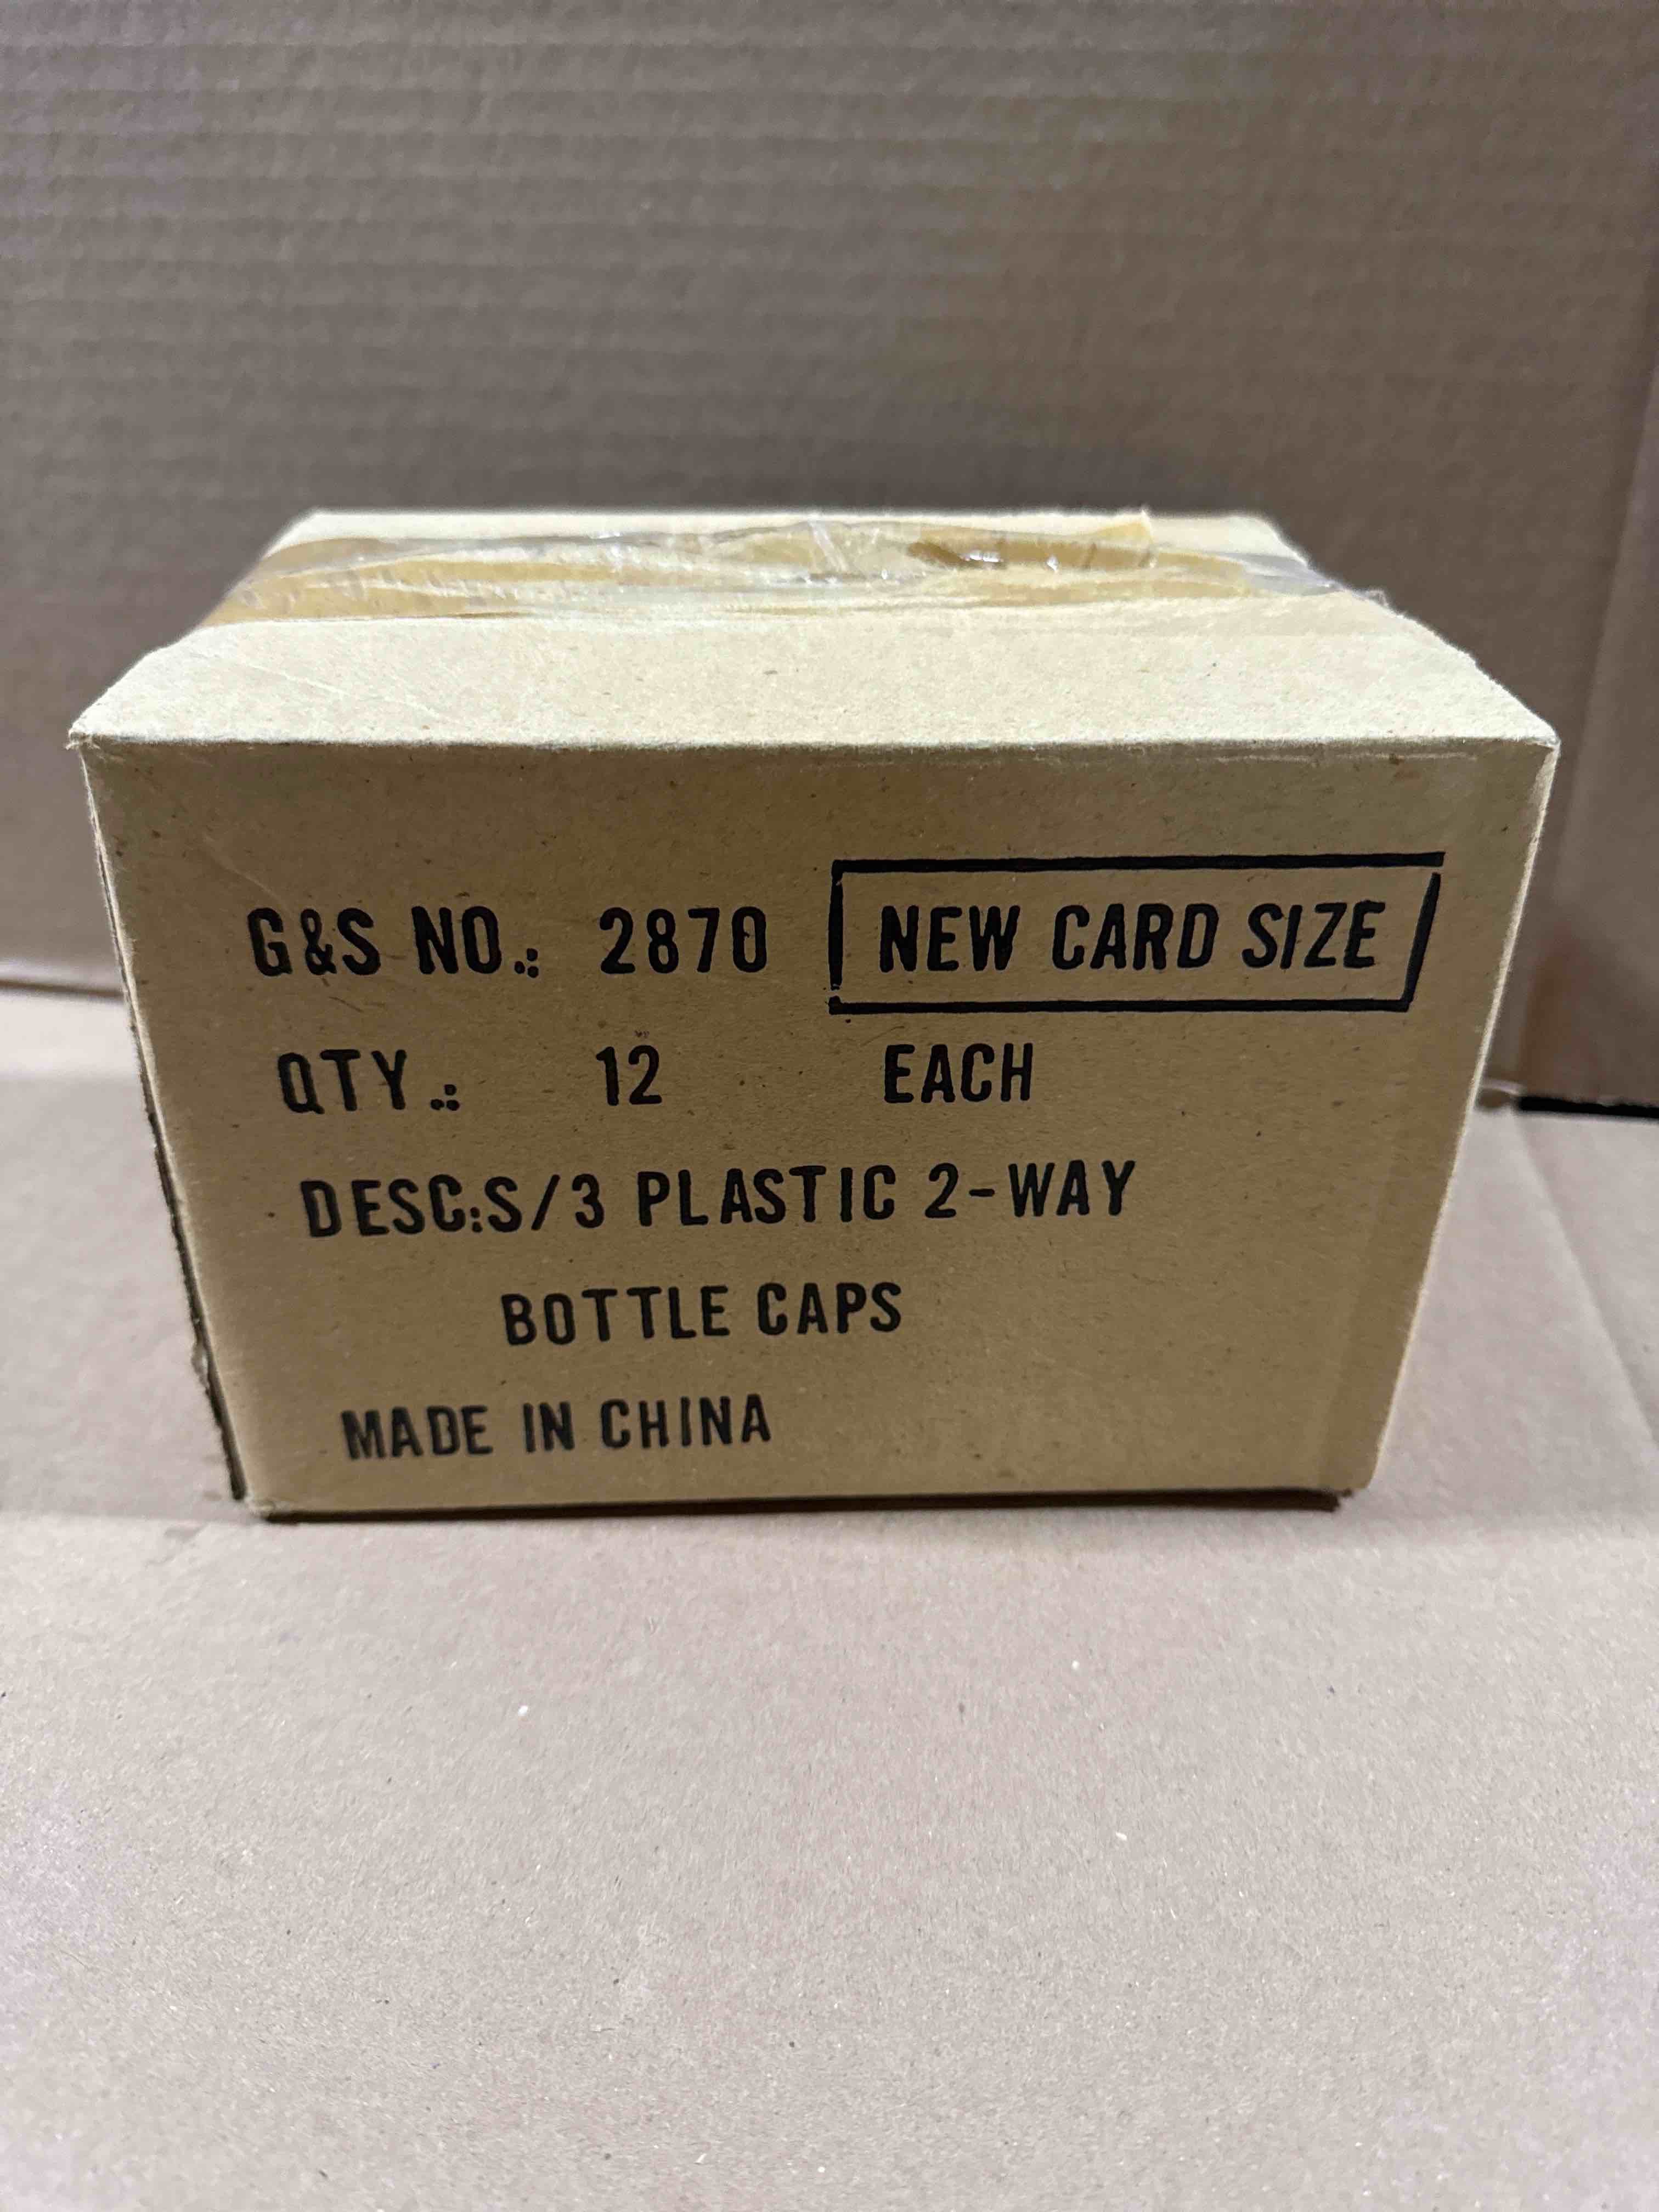 G&S NO.: 2870 NEW CARD SIZE
QTY.: 12 EACH
DESC:S/3 PLASTIC 2-WAY
BOTTLE CAPS
MADE IN CHINA